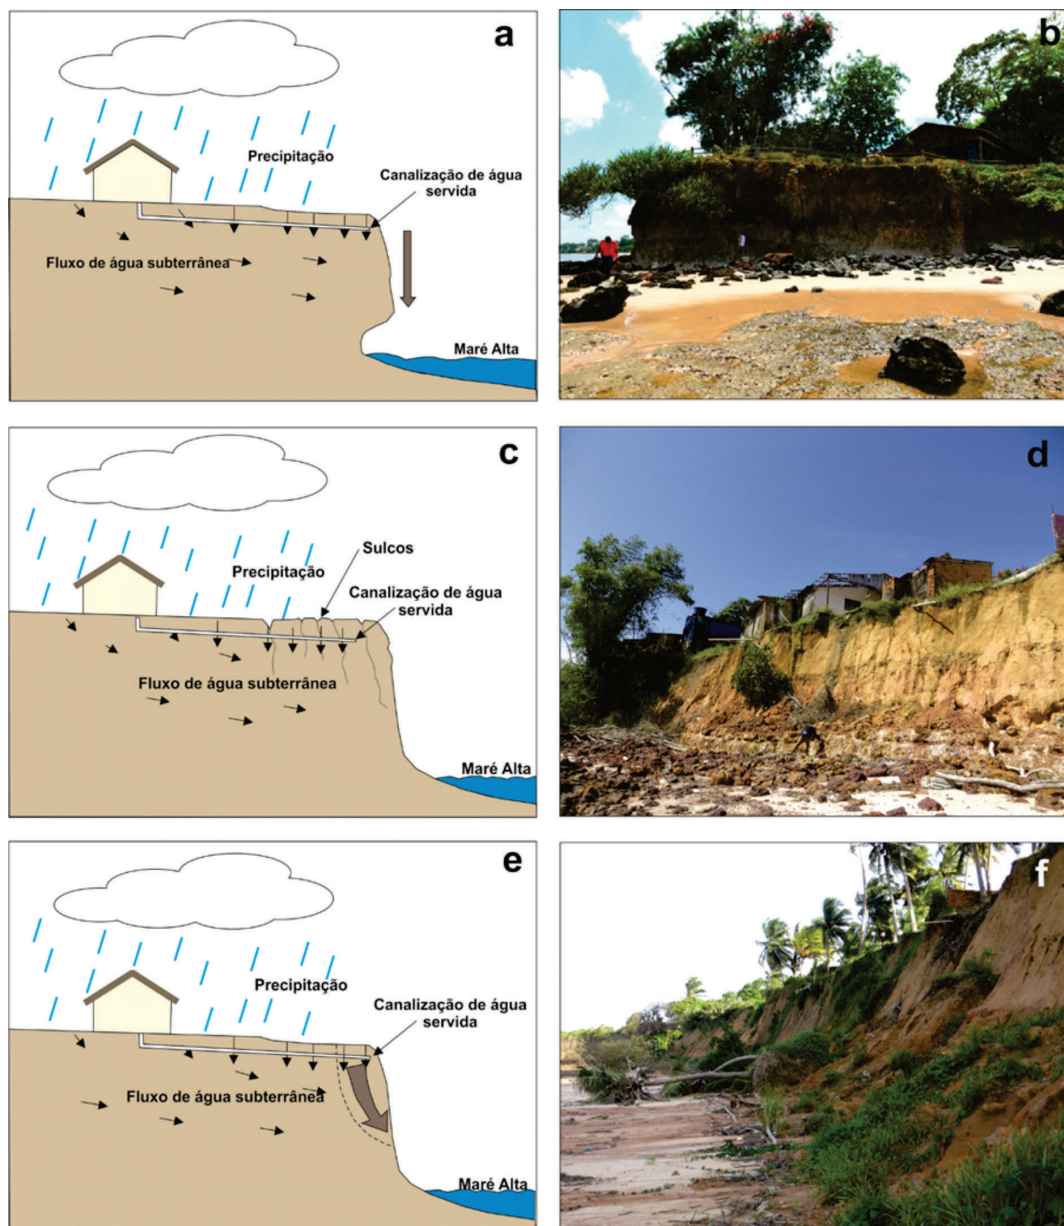 a
Precipitação
Canalização de água
servida
Fluxo de água subterrânea
Maré Alta
b
c
Sulcos
Precipitação
Canalização de água
servida
Fluxo de água subterrânea
Maré Alta
d
e
Precipitação
Canalização de água
servida
Fluxo de água subterrânea
Maré Alta
f